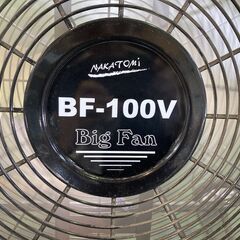 NAKATOMI
BF-100V
Big Fan